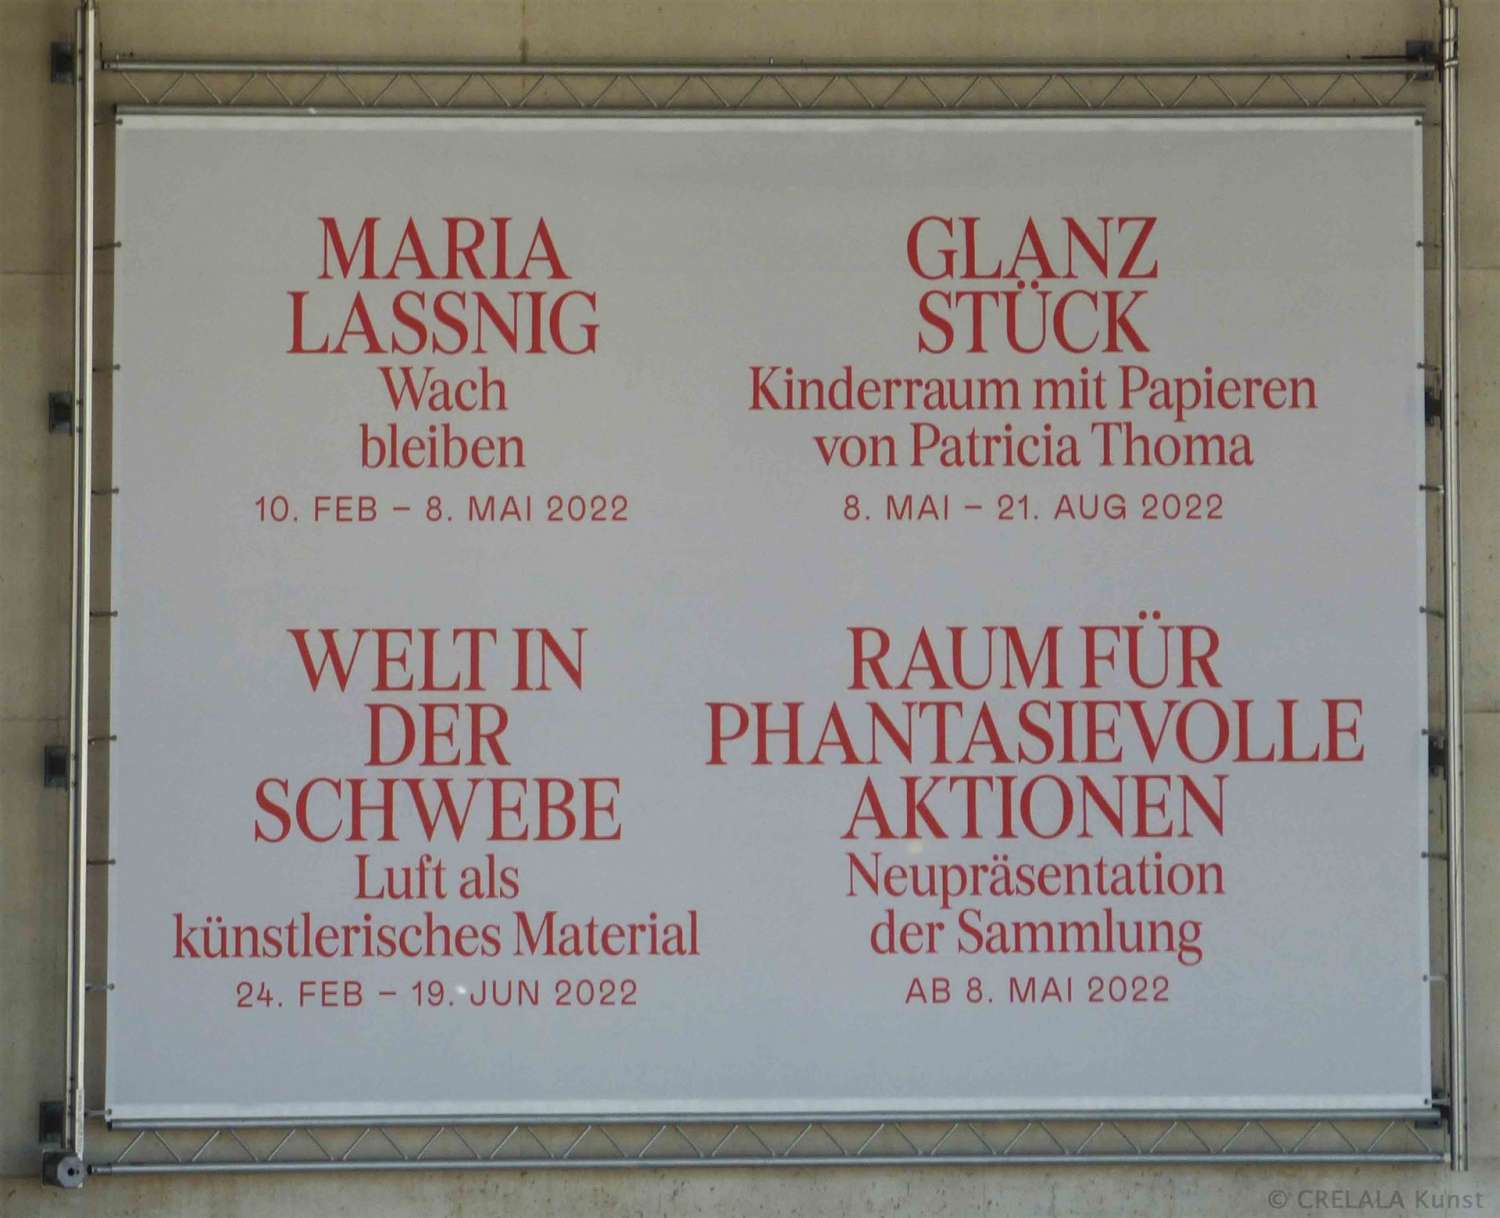 MARIA
LASSNIG
Wach
bleiben
10. FEB – 8. MAI 2022
GLANZ
STÜCK
Kinderraum mit Papieren
von Patricia Thoma
8. MAI – 21. AUG 2022
WELT IN
DER
SCHWEBE
Luft als
künstlerisches Material
24. FEB – 19. JUN 2022
RAUM FÜR
PHANTASIEVOLLE
AKTIONEN
Neupräsentation
der Sammlung
AB 8. MAI 2022
© CRELALA Kunst